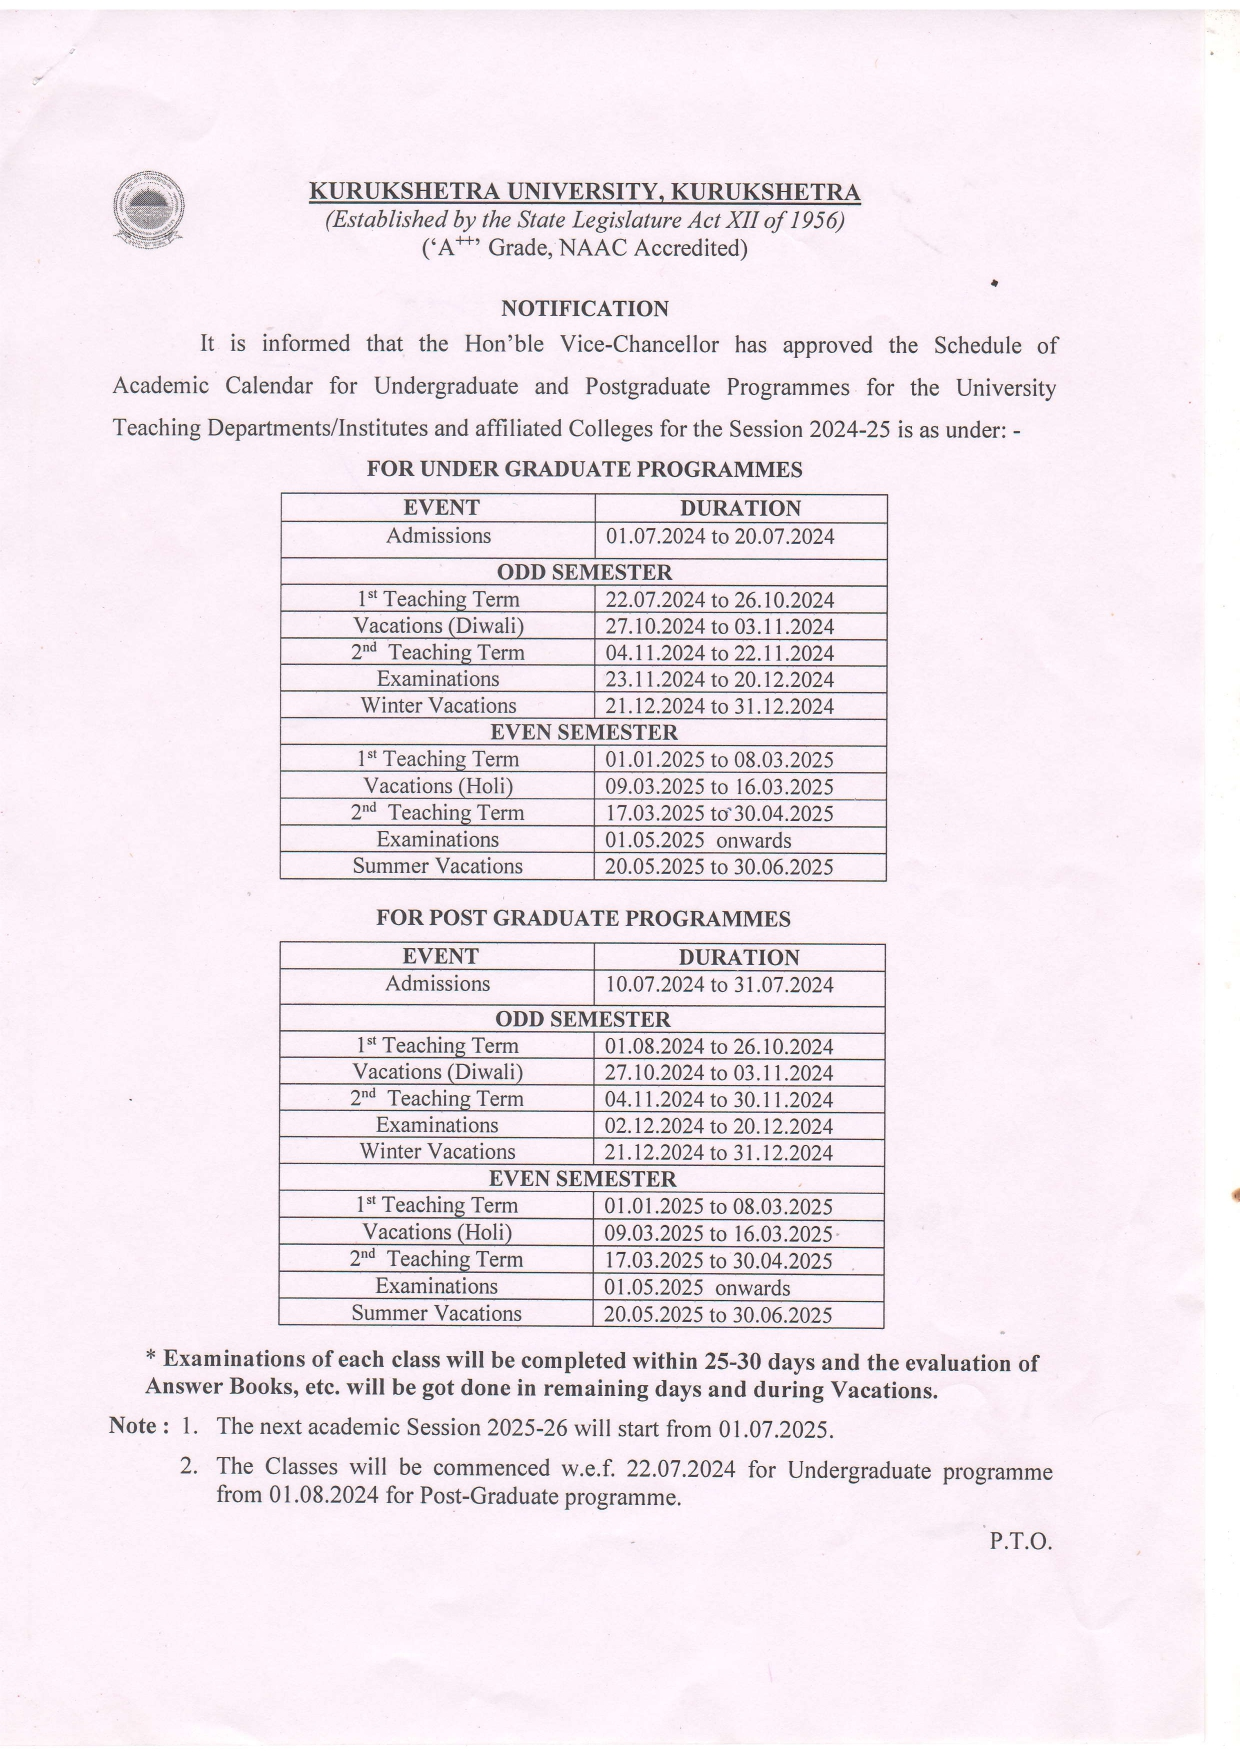 KURUKSHETRA UNIVERSITY, KURUKSHETRA
(Established by the State Legislature Act XII of 1956)
(‘A++’ Grade, NAAC Accredited)
NOTIFICATION
It is informed that the Hon’ble Vice-Chancellor has approved the Schedule of
Academic Calendar for Undergraduate and Postgraduate Programmes for the University
Teaching Departments/Institutes and affiliated Colleges for the Session 2024-25 is as under: -
FOR UNDER GRADUATE PROGRAMMES
EVENT DURATION
Admissions 01.07.2024 to 20.07.2024
ODD SEMESTER
1st Teaching Term 22.07.2024 to 26.10.2024
Vacations (Diwali) 27.10.2024 to 03.11.2024
2nd Teaching Term 04.11.2024 to 22.11.2024
Examinations 23.11.2024 to 20.12.2024
Winter Vacations 21.12.2024 to 31.12.2024
EVEN SEMESTER
1st Teaching Term 01.01.2025 to 08.03.2025
Vacations (Holi) 09.03.2025 to 16.03.2025
2nd Teaching Term 17.03.2025 to 30.04.2025
Examinations 01.05.2025 onwards
Summer Vacations 20.05.2025 to 30.06.2025
FOR POST GRADUATE PROGRAMMES
EVENT DURATION
Admissions 10.07.2024 to 31.07.2024
ODD SEMESTER
1st Teaching Term 01.08.2024 to 26.10.2024
Vacations (Diwali) 27.10.2024 to 03.11.2024
2nd Teaching Term 04.11.2024 to 30.11.2024
Examinations 02.12.2024 to 20.12.2024
Winter Vacations 21.12.2024 to 31.12.2024
EVEN SEMESTER
1st Teaching Term 01.01.2025 to 08.03.2025
Vacations (Holi) 09.03.2025 to 16.03.2025
2nd Teaching Term 17.03.2025 to 30.04.2025
Examinations 01.05.2025 onwards
Summer Vacations 20.05.2025 to 30.06.2025
* Examinations of each class will be completed within 25-30 days and the evaluation of
Answer Books, etc. will be got done in remaining days and during Vacations.
Note : 1. The next academic Session 2025-26 will start from 01.07.2025.
2. The Classes will be commenced w.e.f. 22.07.2024 for Undergraduate programme
from 01.08.2024 for Post-Graduate programme.
P.T.O.